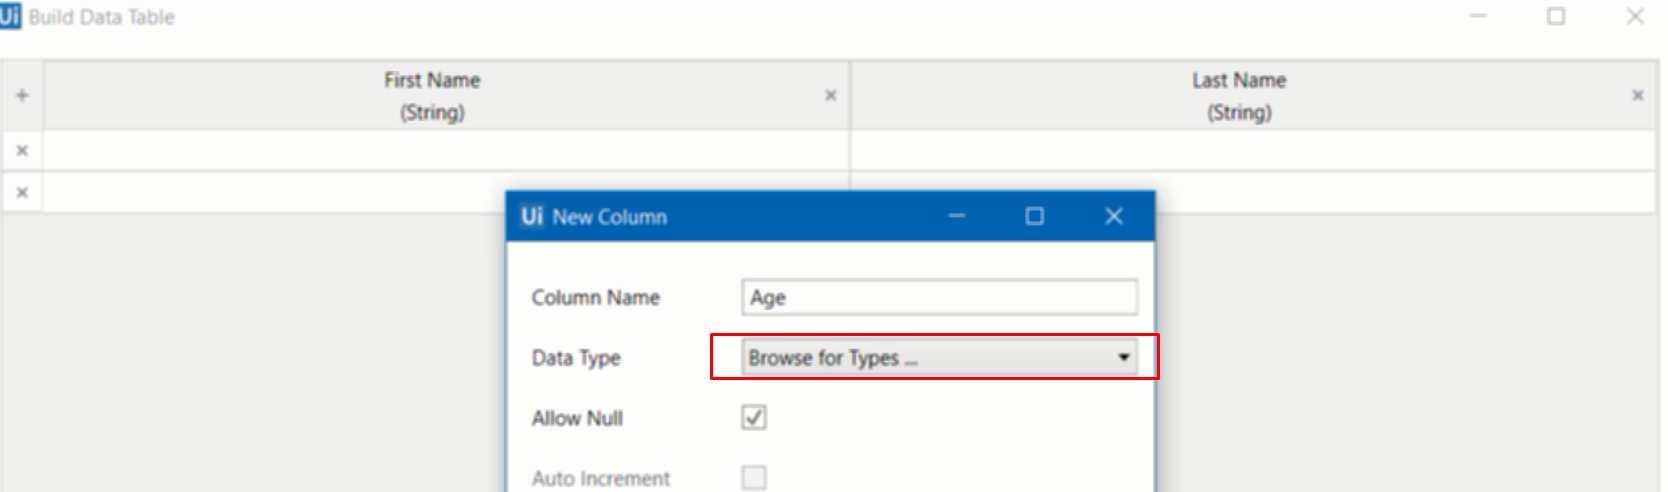 Ui Build Data Table
First Name
(String)
Last Name
(String)
Ui New Column
Column Name
Age
Data Type
Browse for Types ...
Allow Null
Auto Increment